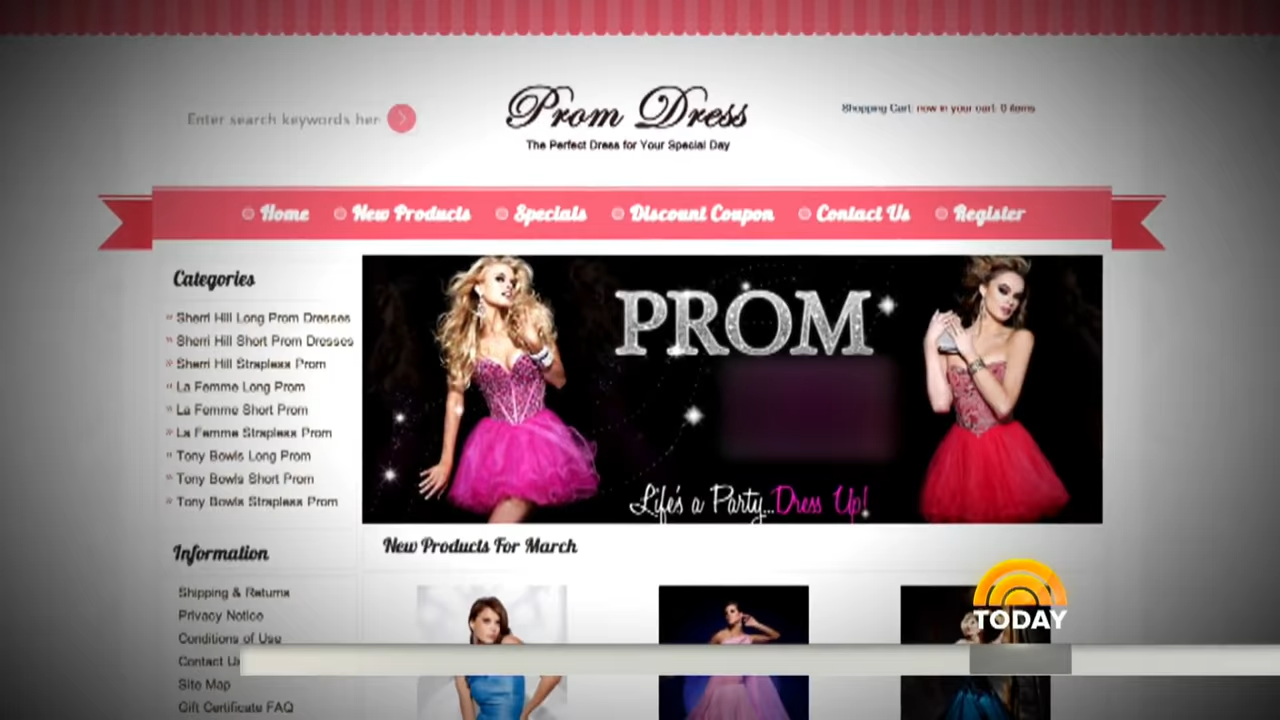 Enter search keywords her
Prom Dress
The Perfect Dress for Your Special Day
Shopping Cart: now in your cart 0 items
Home
New Products
Specials
Discount Coupon
Contact Us
Register
Categories
Sherri Hill Long Prom Dresses
Sherri Hill Short Prom Dresses
Sherri Hill Strapless Prom
La Femme Long Prom
La Femme Short Prom
La Femme Strapless Prom
Tony Bowls Long Prom
Tony Bowls Short Prom
Tony Bowls Strapless Prom
PROM
Life's a Party...Dress Up!
Information
Shipping & Returns
Privacy Notice
Conditions of Use
Contact Us
Site Map
Gift Certificate FAQ
New Products For March
TODAY